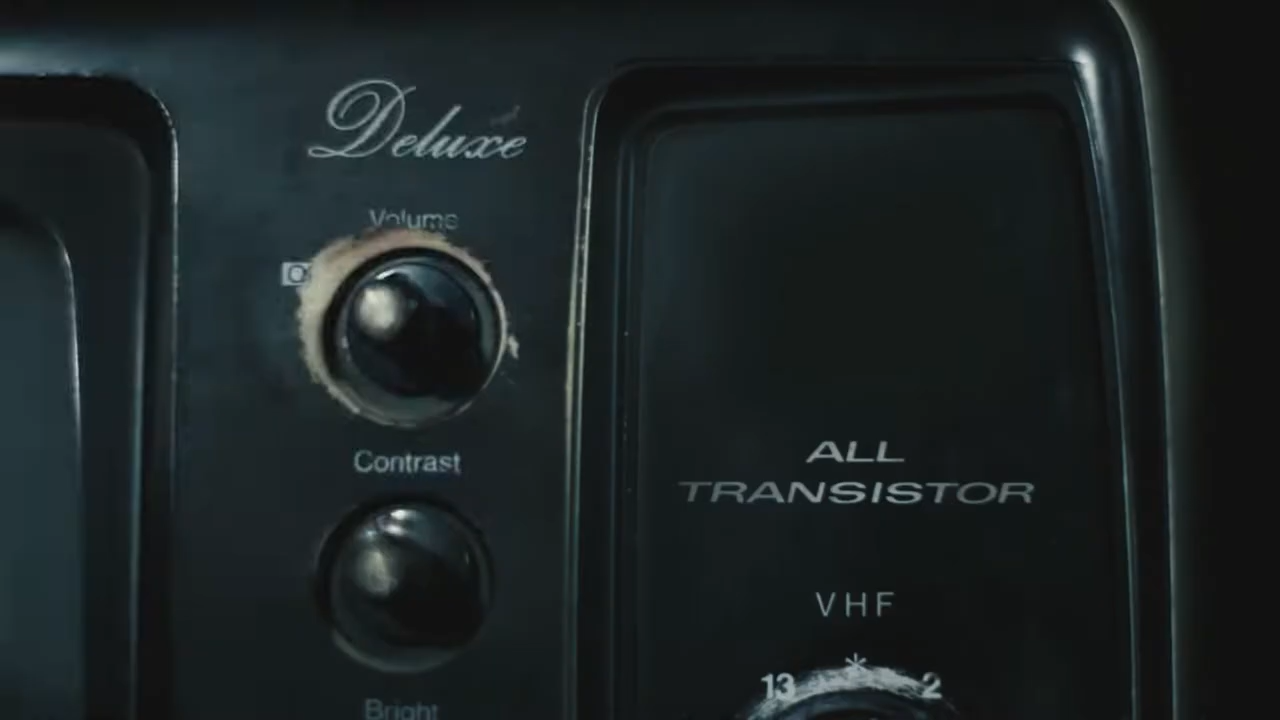 Deluxe
Volume
Contrast
Bright
ALL
TRANSISTOR
VHF
13 * 2